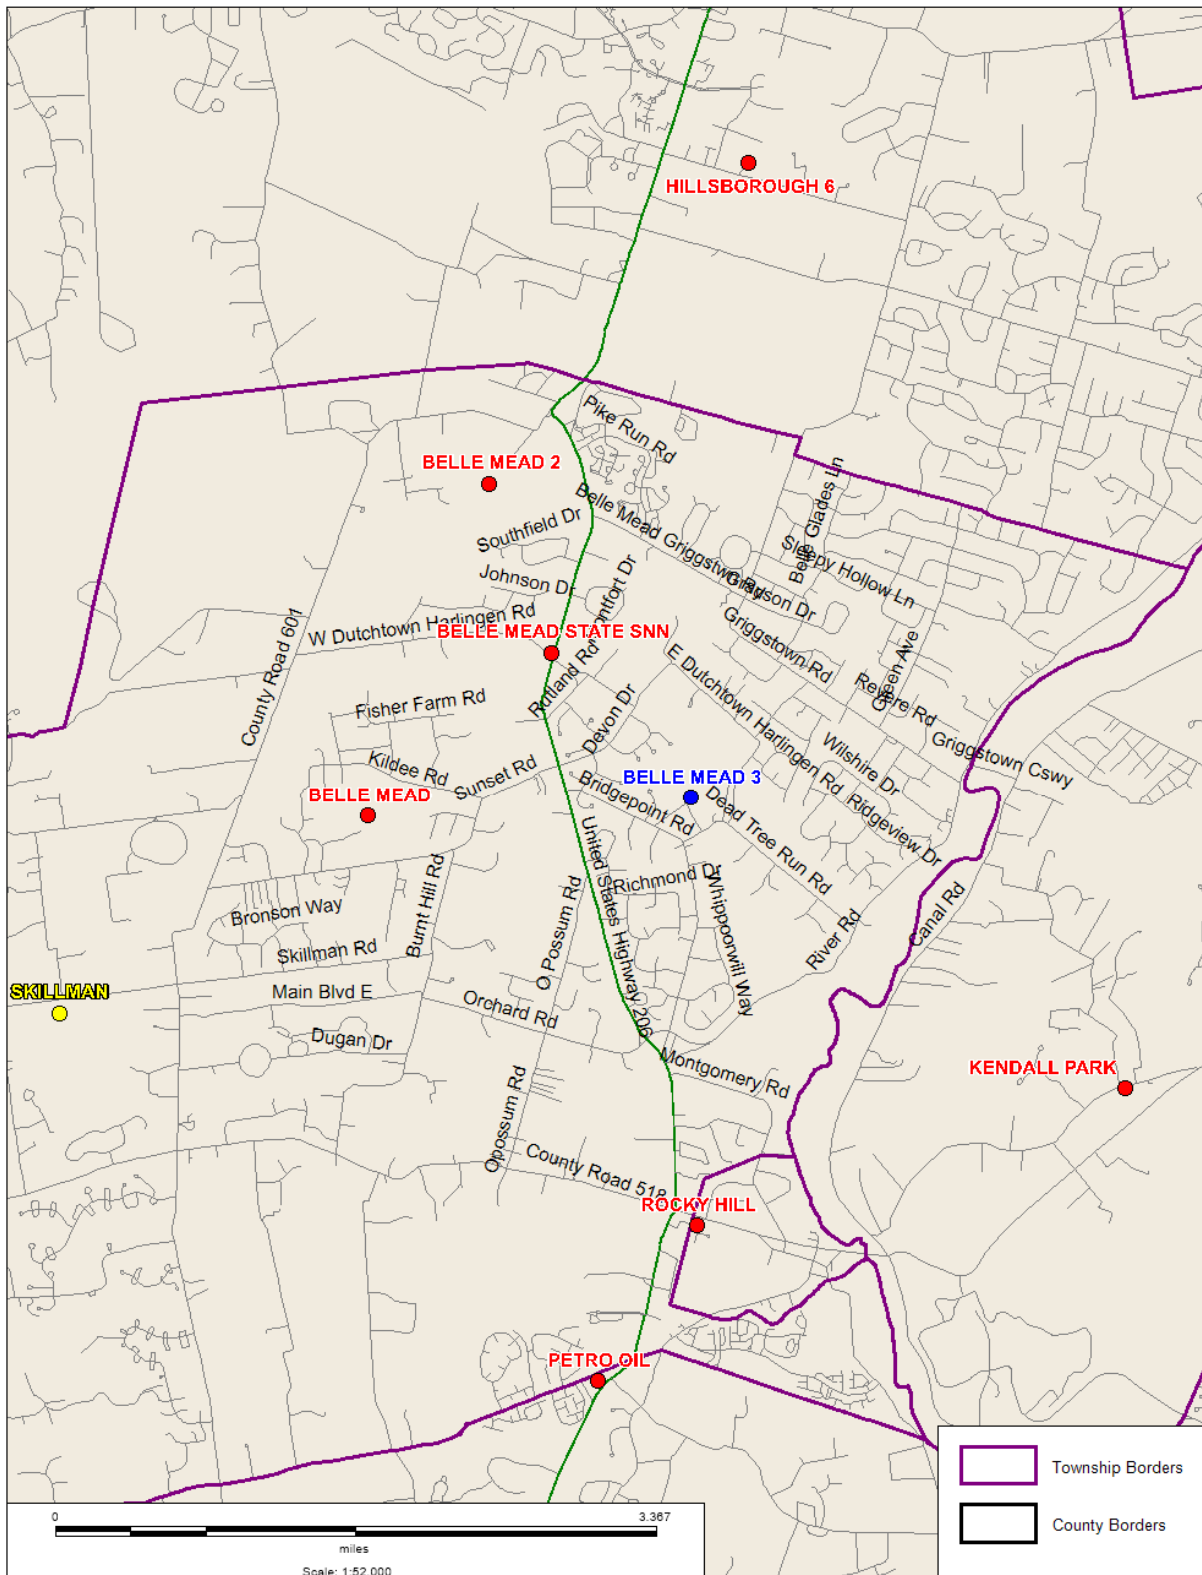 HILLSBOROUGH 6
Pike Run Rd
BELLE MEAD 2
Belle Mead Griggstwn Rd
Belle Glades Ln
Southfield Dr
Sleepy Hollow Ln
Johnson Dr
Montfort Dr
Grayson Dr
W Dutchtown Harlingen Rd
BELLE MEAD STATE SNN
Griggstown Rd
County Road 601
Rutland Rd
E Dutchtown Harlingen Rd
Green Ave
Revere Rd
Fisher Farm Rd
Devon Dr
Griggstown Cswy
Wilshire Dr
Kildee Rd
Sunset Rd
BELLE MEAD 3
BELLE MEAD
Bridgepoint Rd
Dead Tree Run Rd
Ridgeview Dr
United States Highway 206
Richmond Dr
Whippoorwill Way
Burnt Hill Rd
O Possum Rd
Bronson Way
River Rd
Canal Rd
Skillman Rd
SKILLMAN
Main Blvd E
Orchard Rd
Dugan Dr
Montgomery Rd
KENDALL PARK
Opossum Rd
County Road 518
ROCKY HILL
PETRO OIL
Township Borders
County Borders
0 3.367
miles
Scale: 1:52,000